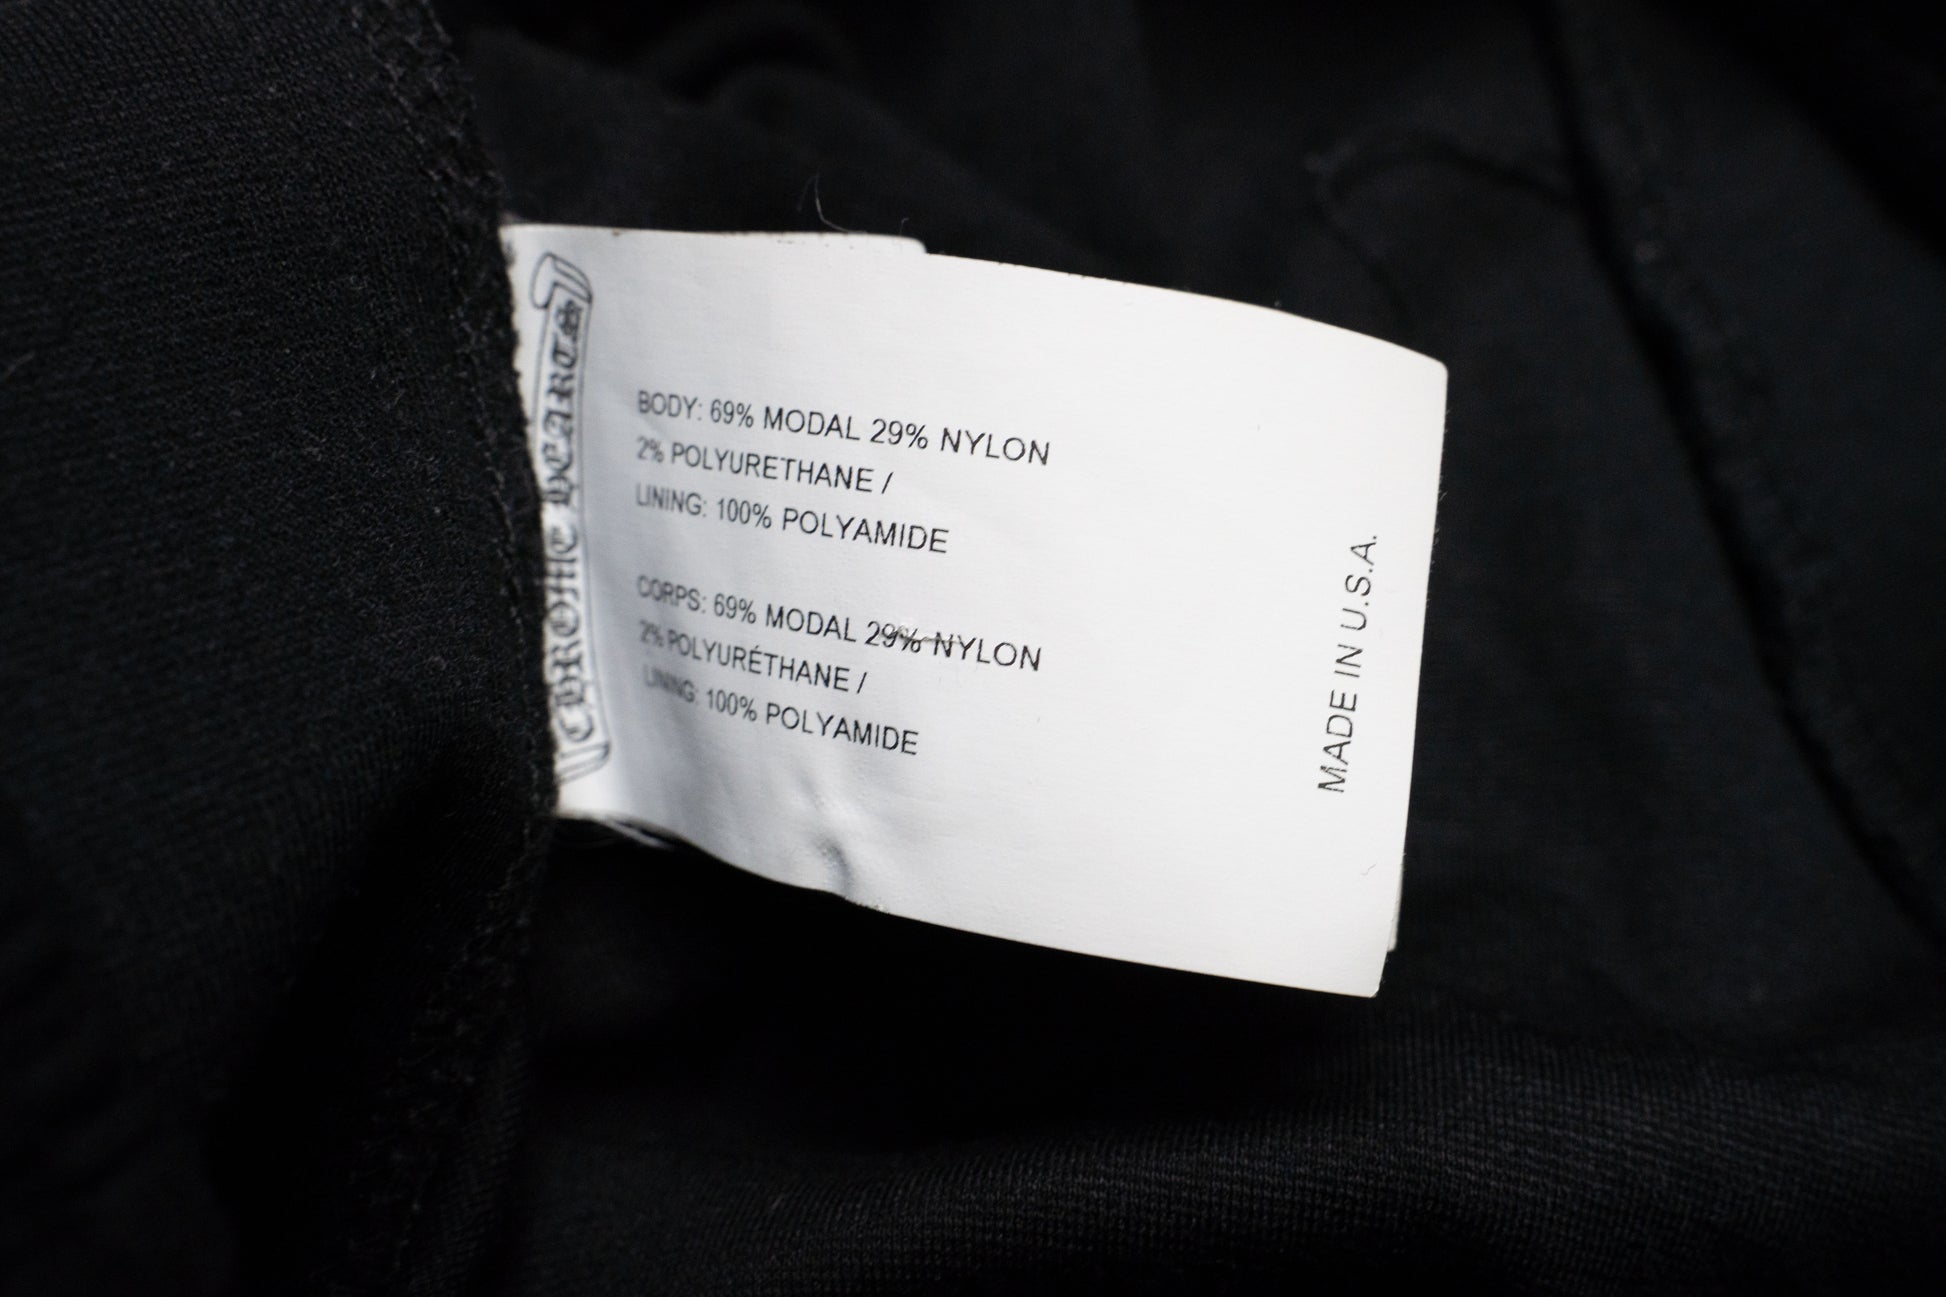 CHROME HEARTS
BODY: 69% MODAL 29% NYLON
2% POLYURETHANE /
LINING: 100% POLYAMIDE
CORPS: 69% MODAL 29% NYLON
2% POLYURÉTHANE /
LINING: 100% POLYAMIDE
MADE IN U.S.A.